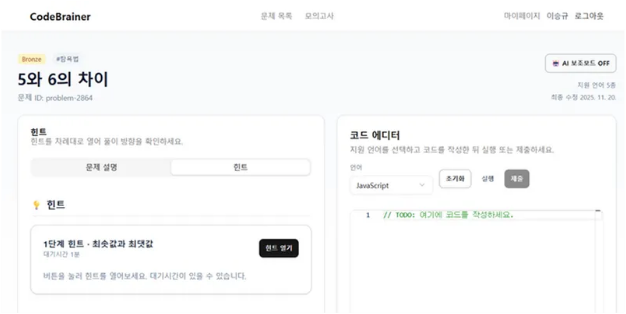 CodeBrainer
문제 목록 모의고사
마이페이지 이승규 로그아웃
Bronze #탐욕법
5와 6의 차이
문제 ID: problem-2864
AI 보조모드 OFF
지원 언어 5종
최종 수정 2025. 11. 20.
힌트
힌트를 차례대로 열어 풀이 방향을 확인하세요.
문제 설명 힌트
힌트
1단계 힌트 · 최솟값과 최댓값
대기시간 1분
힌트 열기
버튼을 눌러 힌트를 열어보세요. 대기시간이 있을 수 있습니다.
코드 에디터
지원 언어를 선택하고 코드를 작성한 뒤 실행 또는 제출하세요.
언어
JavaScript 초기화 실행 제출
1 // TODO: 여기에 코드를 작성하세요.